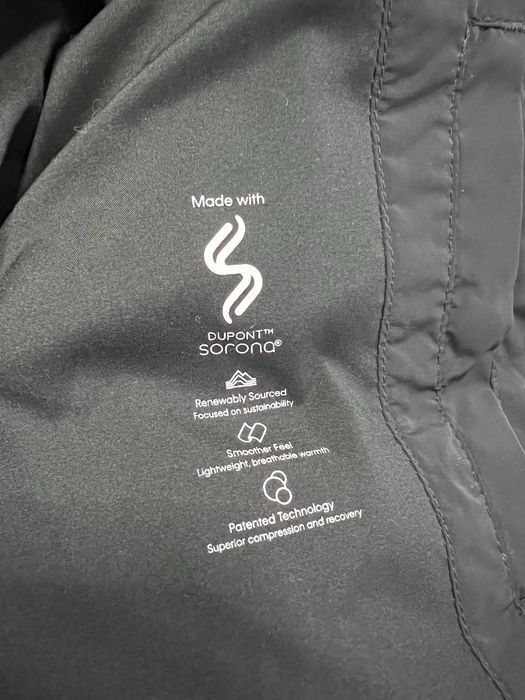 Made with
DUPONT™
sorona®
Renewably Sourced
Focused on sustainability
Smoother Feel
Lightweight, breathable warmth
Patented Technology
Superior compression and recovery